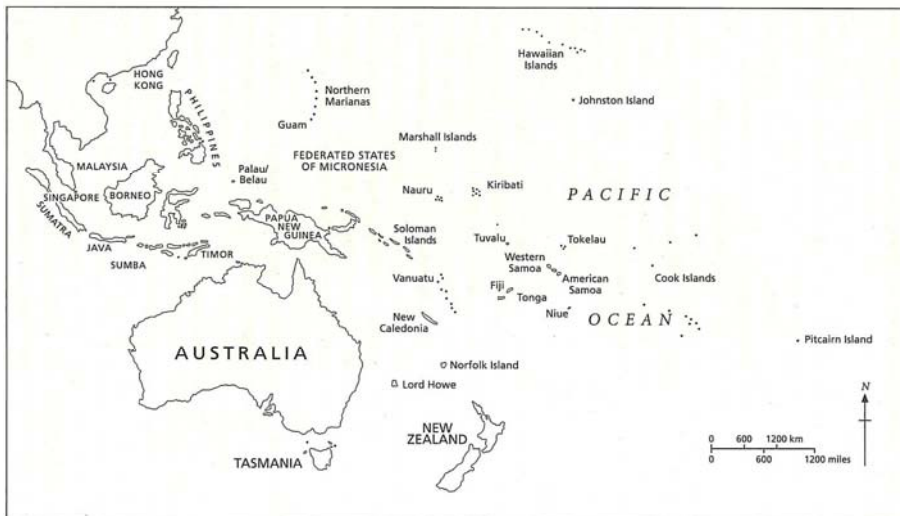 HONG
KONG
PHILIPPINES
Northern
Marianas
Guam
Hawaiian
Islands
Johnston Island
Marshall Islands
FEDERATED STATES
OF MICRONESIA
MALAYSIA
Palau/
Belau
SINGAPORE
BORNEO
SUMATRA
Nauru
Kiribati
PACIFIC
PAPUA
NEW
GUINEA
Soloman
Islands
JAVA
SUMBA
TIMOR
Tuvalu
Tokelau
Western
Samoa
American
Samoa
Cook Islands
Vanuatu
Fiji
Tonga
Niue
OCEAN
New
Caledonia
Pitcairn Island
AUSTRALIA
Norfolk Island
Lord Howe
NEW
ZEALAND
TASMANIA
N
0 600 1200 km
0 600 1200 miles